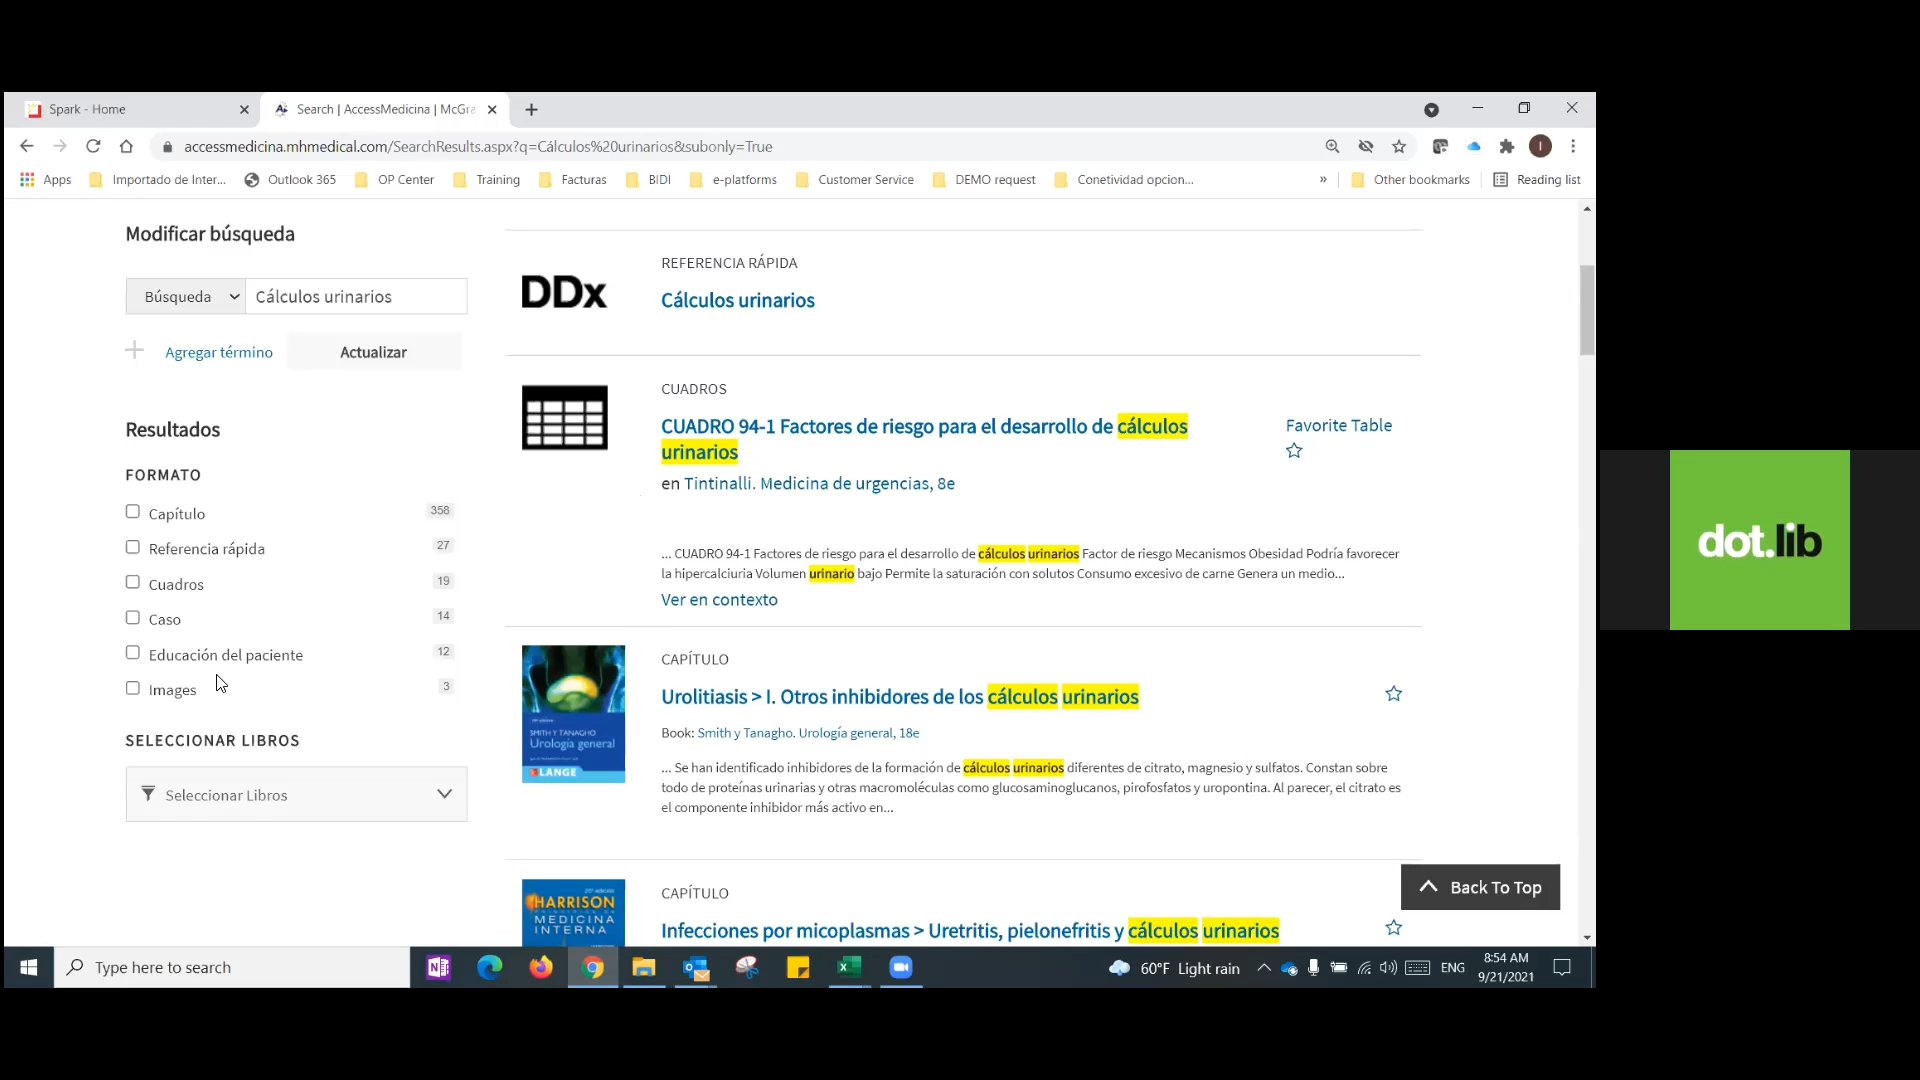 Spark - Home
Search | AccessMedicina | McGra
accessmedicina.mhmedical.com/SearchResults.aspx?q=Cálculos%20urinarios&subonly=True
I
Apps
Importado de Inter...
Outlook 365
OP Center
Training
Facturas
BIDI
e-platforms
Customer Service
DEMO request
Conetividad opcion...
»
Other bookmarks
Reading list
Modificar búsqueda
Búsqueda
Cálculos urinarios
Agregar término
Actualizar
Resultados
FORMATO
Capítulo
358
Referencia rápida
27
Cuadros
19
Caso
14
Educación del paciente
12
Images
3
SELECCIONAR LIBROS
Seleccionar Libros
DDx
REFERENCIA RÁPIDA
Cálculos urinarios
CUADROS
CUADRO 94-1 Factores de riesgo para el desarrollo de cálculos
urinarios
Favorite Table
en Tintinalli. Medicina de urgencias, 8e
... CUADRO 94-1 Factores de riesgo para el desarrollo de cálculos urinarios Factor de riesgo Mecanismos Obesidad Podría favorecer
la hipercalciuria Volumen urinario bajo Permite la saturación con solutos Consumo excesivo de carne Genera un medio...
Ver en contexto
SMITH Y TANAGHO
Urología general
LANGE
CAPÍTULO
Urolitiasis > I. Otros inhibidores de los cálculos urinarios
Book: Smith y Tanagho. Urología general, 18e
... Se han identificado inhibidores de la formación de cálculos urinarios diferentes de citrato, magnesio y sulfatos. Constan sobre
todo de proteínas urinarias y otras macromoléculas como glucosaminoglucanos, pirofosfatos y uropontina. Al parecer, el citrato es
el componente inhibidor más activo en...
HARRISON
MEDICINA
INTERNA
CAPÍTULO
Infecciones por micoplasmas > Uretritis, pielonefritis y cálculos urinarios
Back To Top
Type here to search
60°F Light rain
ENG
8:54 AM
9/21/2021
dot.lib